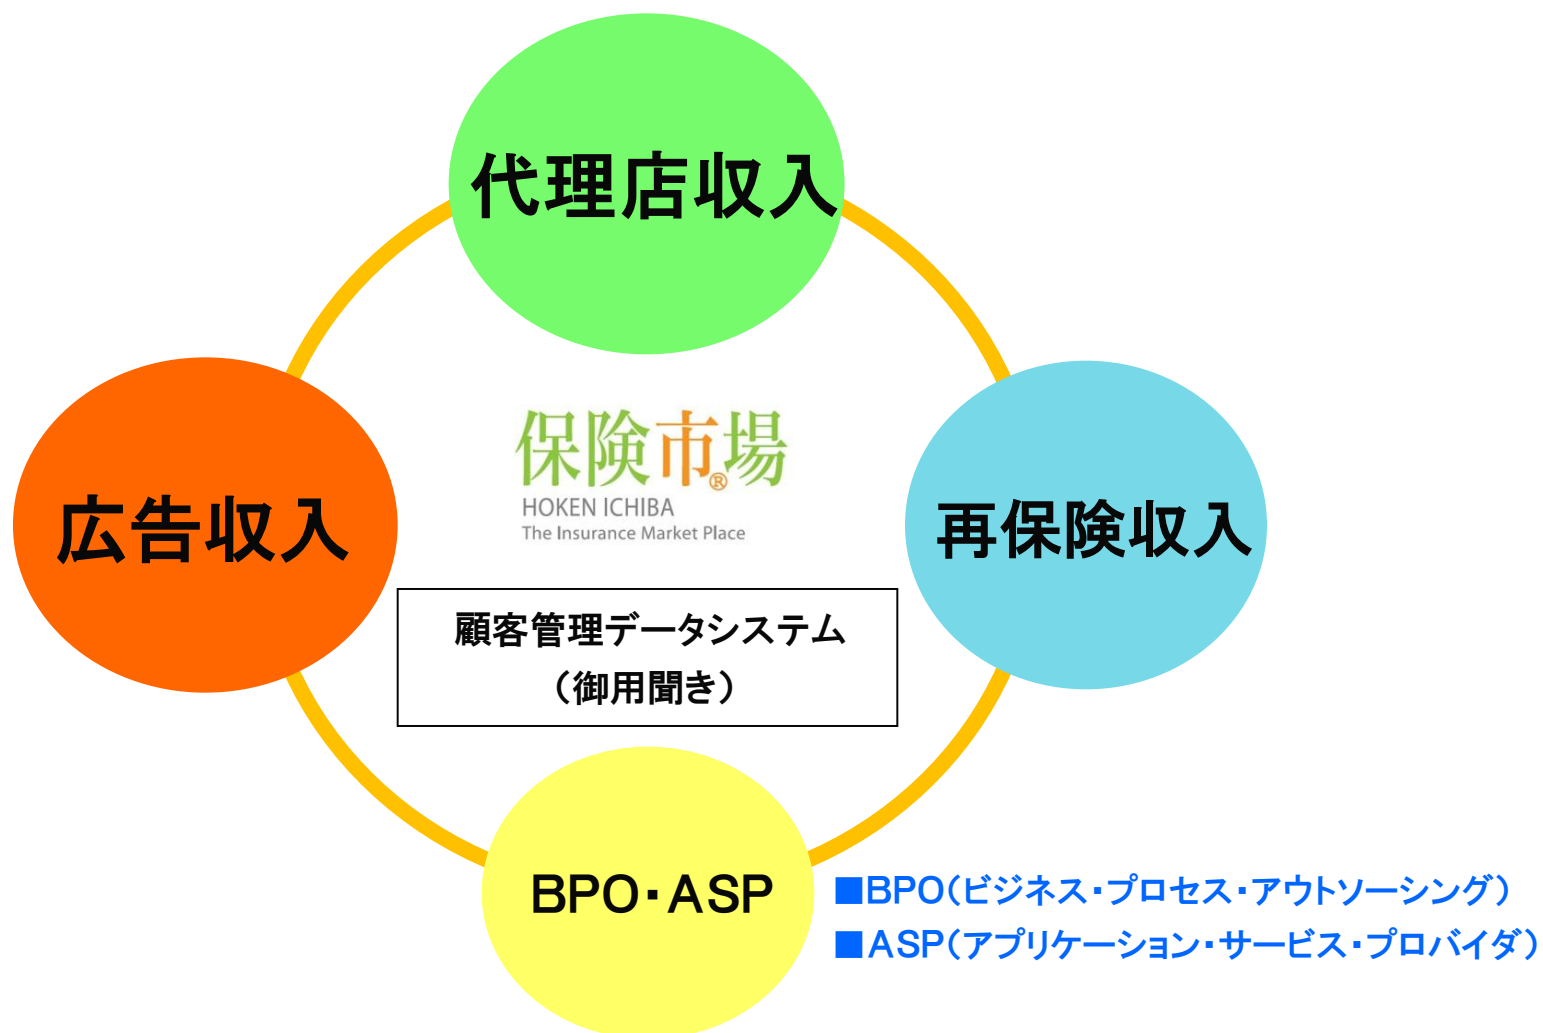 代理店収入
保険市場®
HOKEN ICHIBA
The Insurance Market Place
広告収入
再保険収入
顧客管理データシステム
（御用聞き）
BPO・ASP
■BPO（ビジネス・プロセス・アウトソーシング）
■ASP（アプリケーション・サービス・プロバイダ）